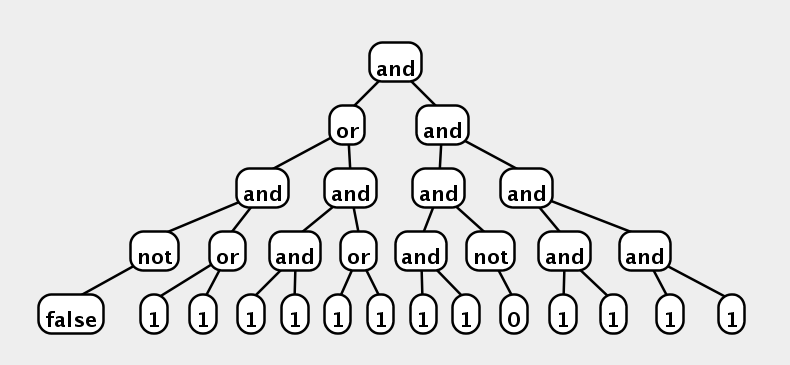 and
or and
and and and and
not or and or and not and and
false 1 1 1 1 1 1 1 1 0 1 1 1 1